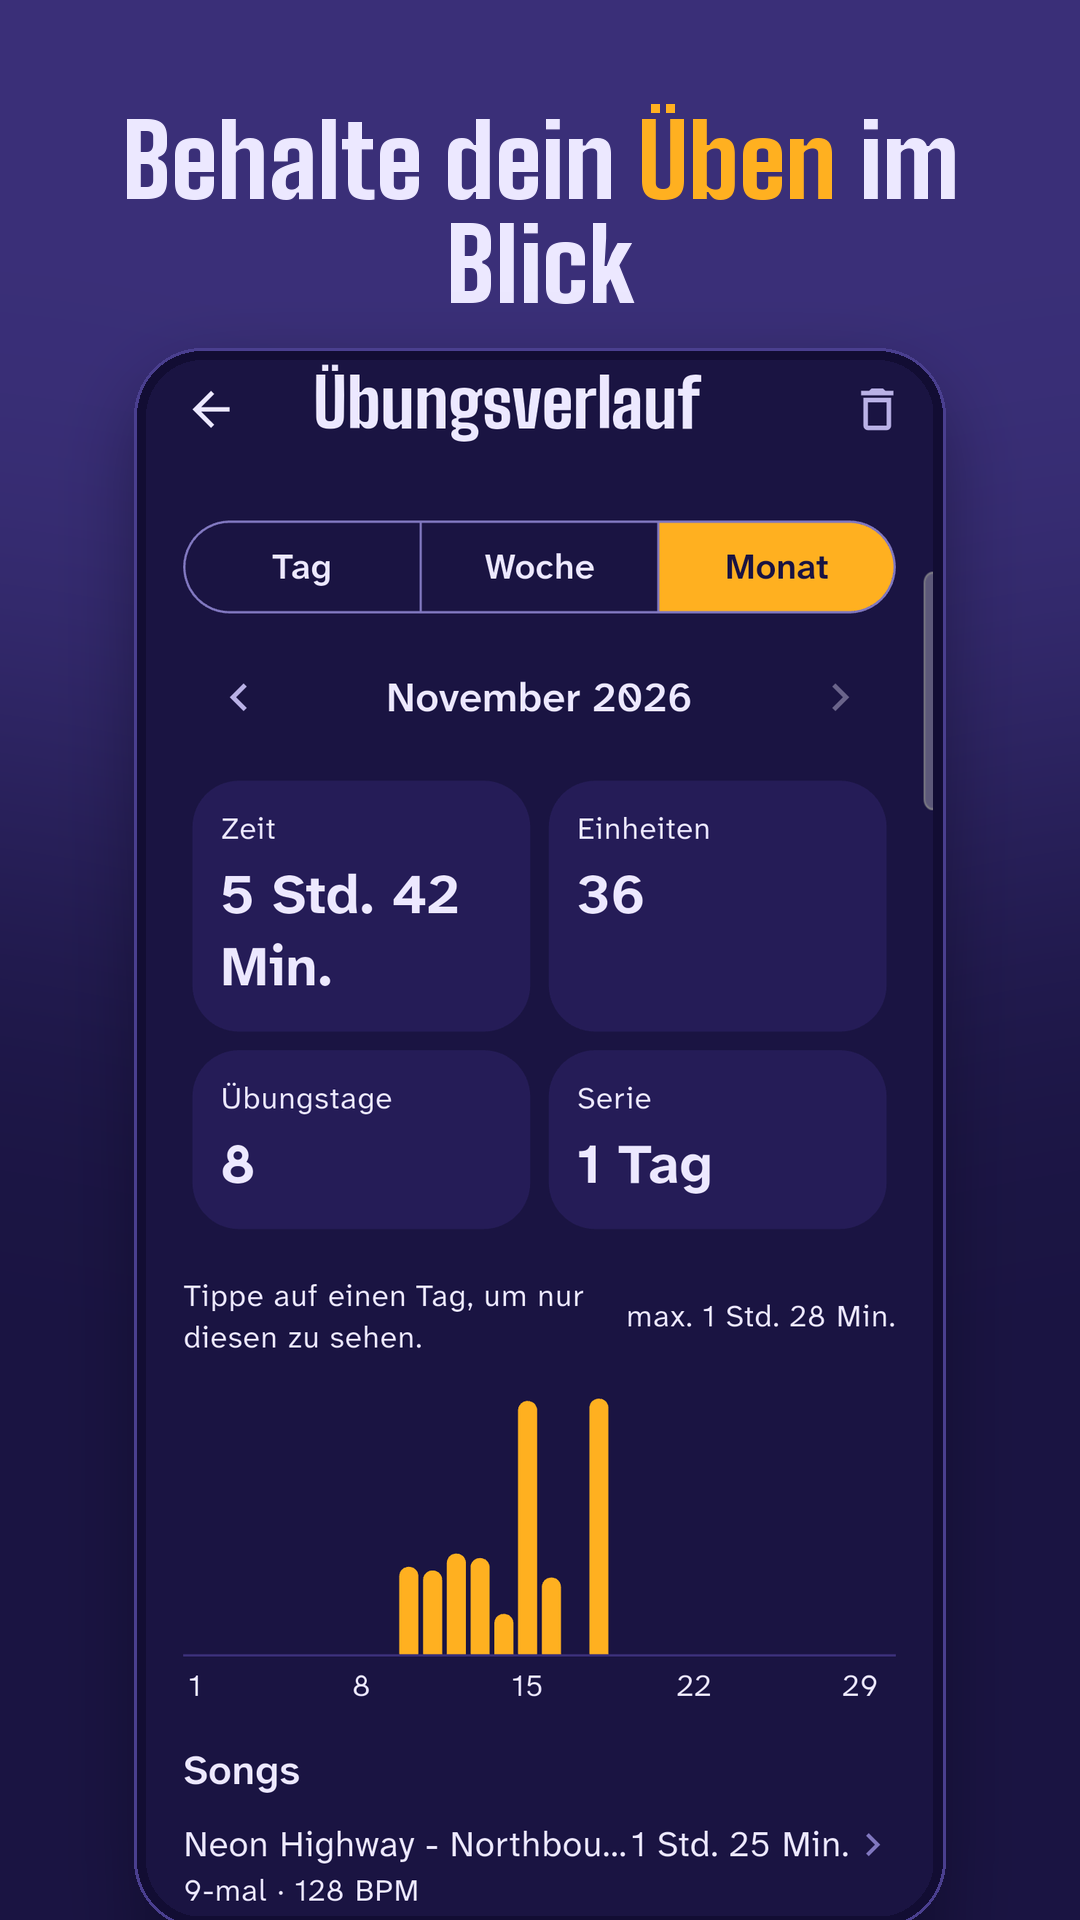 Behalte dein Üben im
Blick
Übungsverlauf
Tag Woche Monat
November 2026
Zeit
5 Std. 42
Min.
Einheiten
36
Übungstage
8
Serie
1 Tag
Tippe auf einen Tag, um nur
diesen zu sehen.
max. 1 Std. 28 Min.
1 8 15 22 29
Songs
Neon Highway - Northbou... 1 Std. 25 Min.
9-mal · 128 BPM